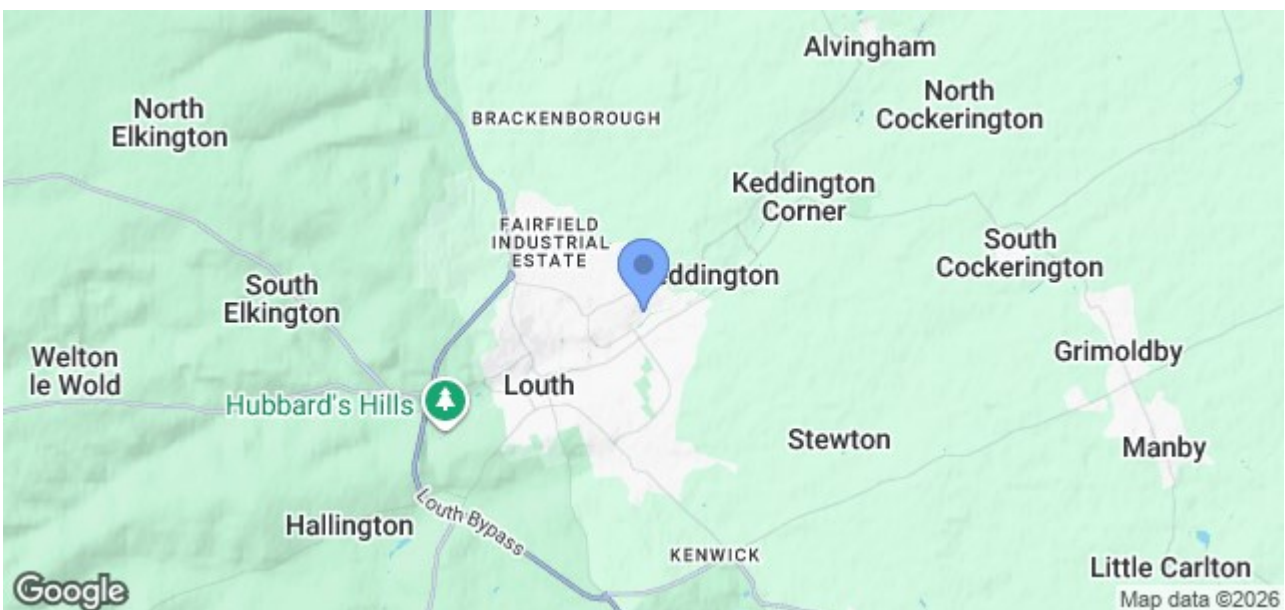 Alvingham
North
Elkington
BRACKENBOROUGH
North
Cockerington
Keddington
Corner
FAIRFIELD
INDUSTRIAL
ESTATE
eddington
South
Cockerington
South
Elkington
Welton
le Wold
Grimoldby
Louth
Hubbard's Hills
Stewton
Manby
Louth Bypass
Hallington
KENWICK
Little Carlton
Google
Map data ©2026